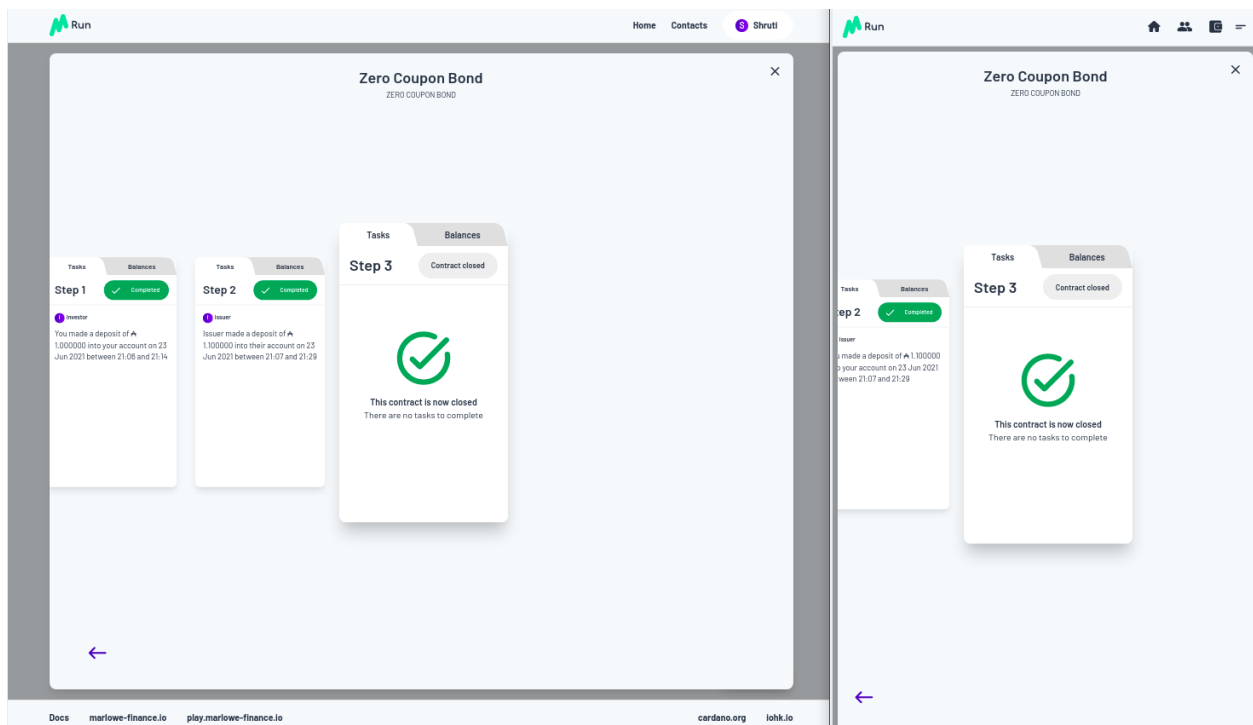 Run
Home Contacts S Shruti
Zero Coupon Bond
ZERO COUPON BOND
Tasks Balances
Step 1 Completed
I Investor
You made a deposit of ₳
1.000000 into your account on 23
Jun 2021 between 21:06 and 21:14
Tasks Balances
Step 2 Completed
I Issuer
Issuer made a deposit of ₳
1.100000 into their account on 23
Jun 2021 between 21:07 and 21:29
Tasks Balances
Step 3 Contract closed
This contract is now closed
There are no tasks to complete
Docs marlowe-finance.io play.marlowe-finance.io cardano.org iohk.io
Run
Zero Coupon Bond
ZERO COUPON BOND
Tasks Balances
ep 2 Completed
Issuer
made a deposit of ₳ 1.100000
your account on 23 Jun 2021
ween 21:07 and 21:29
Tasks Balances
Step 3 Contract closed
This contract is now closed
There are no tasks to complete